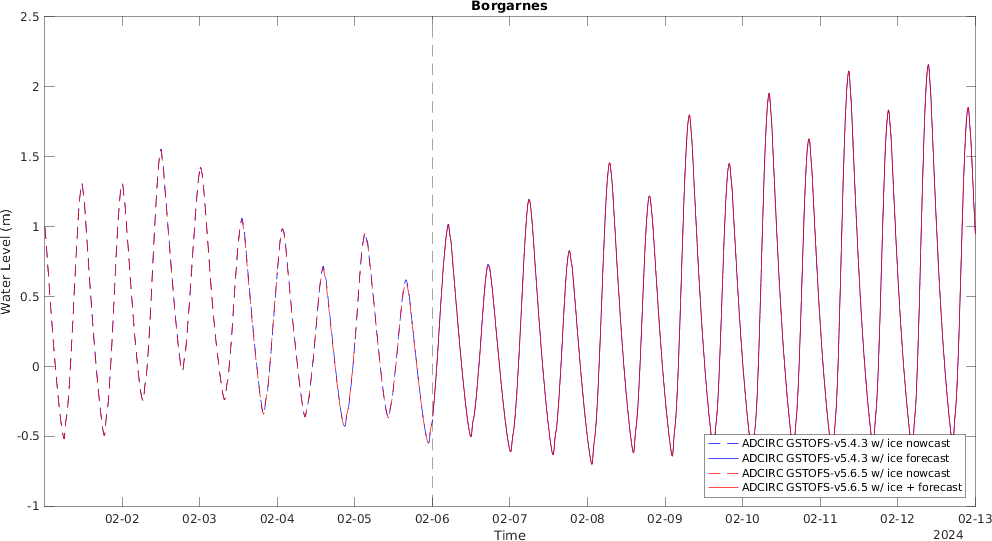 Borgarnes
2.5
2
1.5
1
0.5
0
-0.5
-1
Water Level (m)
ADCIRC GSTOFS-v5.4.3 w/ ice nowcast
ADCIRC GSTOFS-v5.4.3 w/ ice forecast
ADCIRC GSTOFS-v5.6.5 w/ ice nowcast
ADCIRC GSTOFS-v5.6.5 w/ ice + forecast
02-02 02-03 02-04 02-05 02-06 02-07 02-08 02-09 02-10 02-11 02-12 02-13
Time
2024